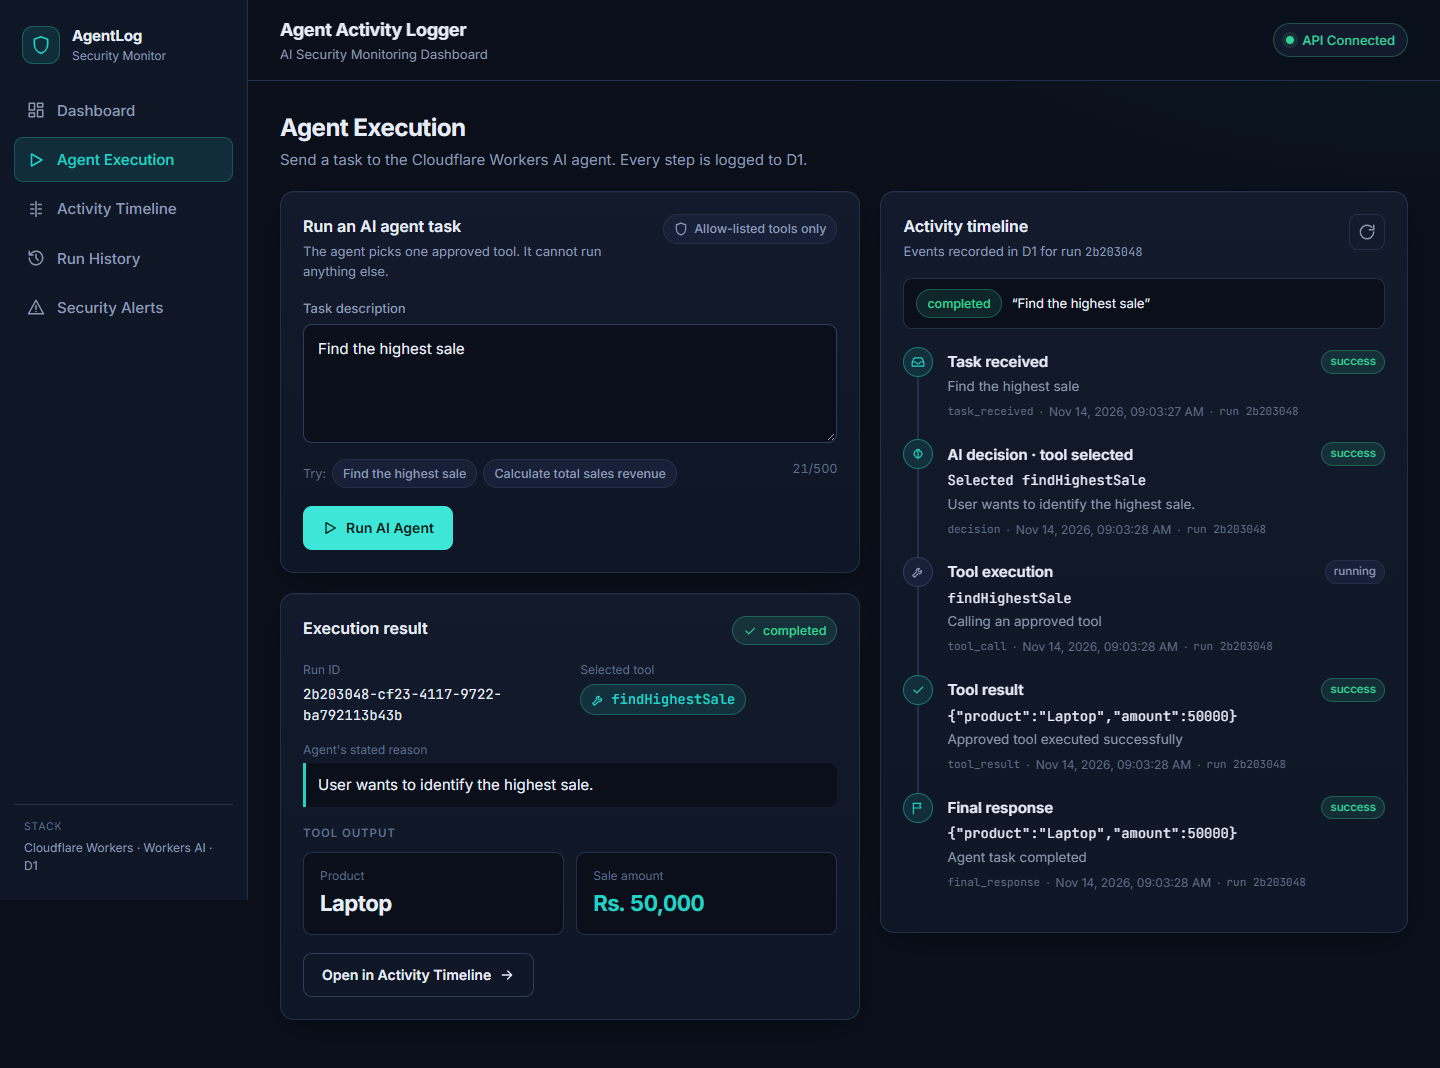 AgentLog
Security Monitor
Dashboard
Agent Execution
Activity Timeline
Run History
Security Alerts
STACK
Cloudflare Workers · Workers AI ·
D1
Agent Activity Logger
AI Security Monitoring Dashboard
API Connected
Agent Execution
Send a task to the Cloudflare Workers AI agent. Every step is logged to D1.
Run an AI agent task
The agent picks one approved tool. It cannot run
anything else.
Allow-listed tools only
Task description
Find the highest sale
Try: Find the highest sale Calculate total sales revenue 21/500
Run AI Agent
Execution result
completed
Run ID
2b203048-cf23-4117-9722-
ba792113b43b
Selected tool
findHighestSale
Agent's stated reason
User wants to identify the highest sale.
TOOL OUTPUT
Product
Laptop
Sale amount
Rs. 50,000
Open in Activity Timeline
Activity timeline
Events recorded in D1 for run 2b203048
completed “Find the highest sale”
Task received success
Find the highest sale
task_received · Nov 14, 2026, 09:03:27 AM · run 2b203048
AI decision · tool selected success
Selected findHighestSale
User wants to identify the highest sale.
decision · Nov 14, 2026, 09:03:28 AM · run 2b203048
Tool execution running
findHighestSale
Calling an approved tool
tool_call · Nov 14, 2026, 09:03:28 AM · run 2b203048
Tool result success
{"product":"Laptop","amount":50000}
Approved tool executed successfully
tool_result · Nov 14, 2026, 09:03:28 AM · run 2b203048
Final response success
{"product":"Laptop","amount":50000}
Agent task completed
final_response · Nov 14, 2026, 09:03:28 AM · run 2b203048